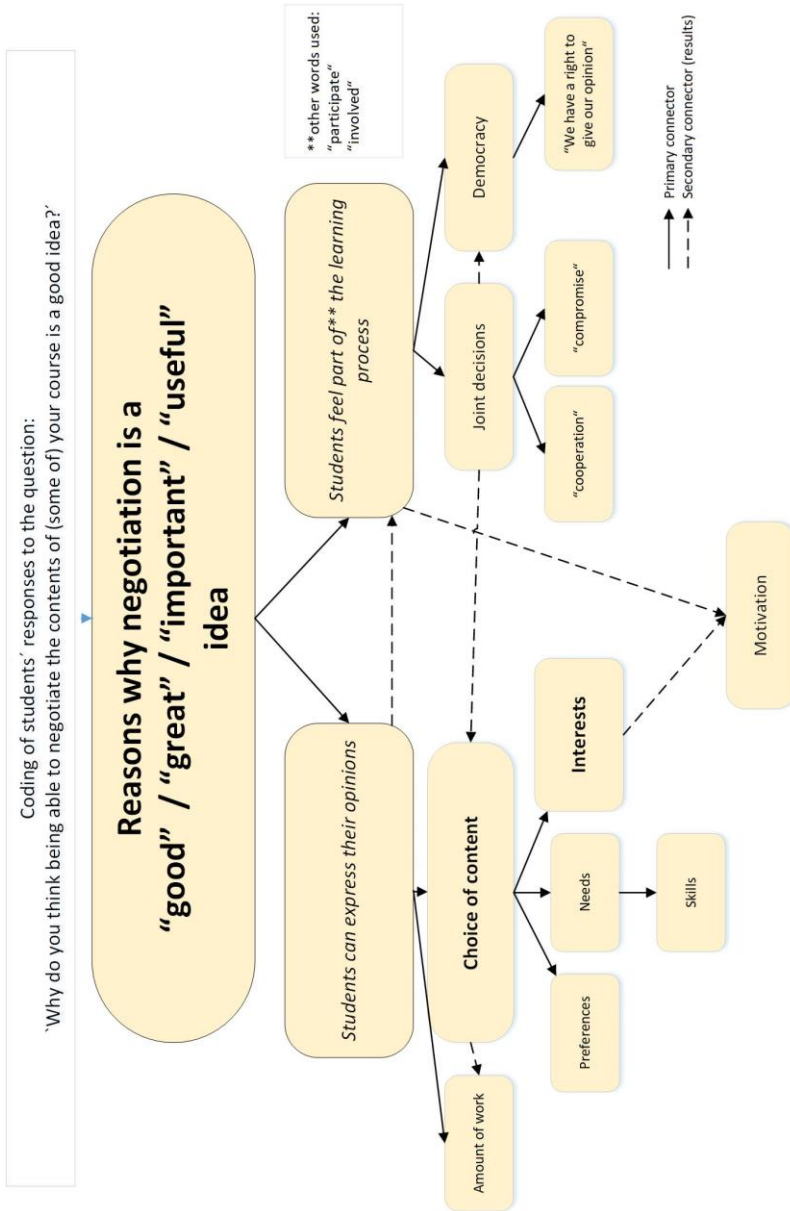 Coding of students´ responses to the question:
`Why do you think being able to negotiate the contents of (some of) your course is a good idea?´
Reasons why negotiation is a
“good” / “great” / “important” / “useful”
idea
Students can express their opinions
Students feel part of** the learning
process
**other words used:
“participate“
“involved“
Amount of work
Choice of content
Joint decisions
Democracy
Preferences
Needs
Interests
“cooperation“
“compromise“
“We have a right to
give our opinion“
Skills
Motivation
Primary connector
Secondary connector (results)